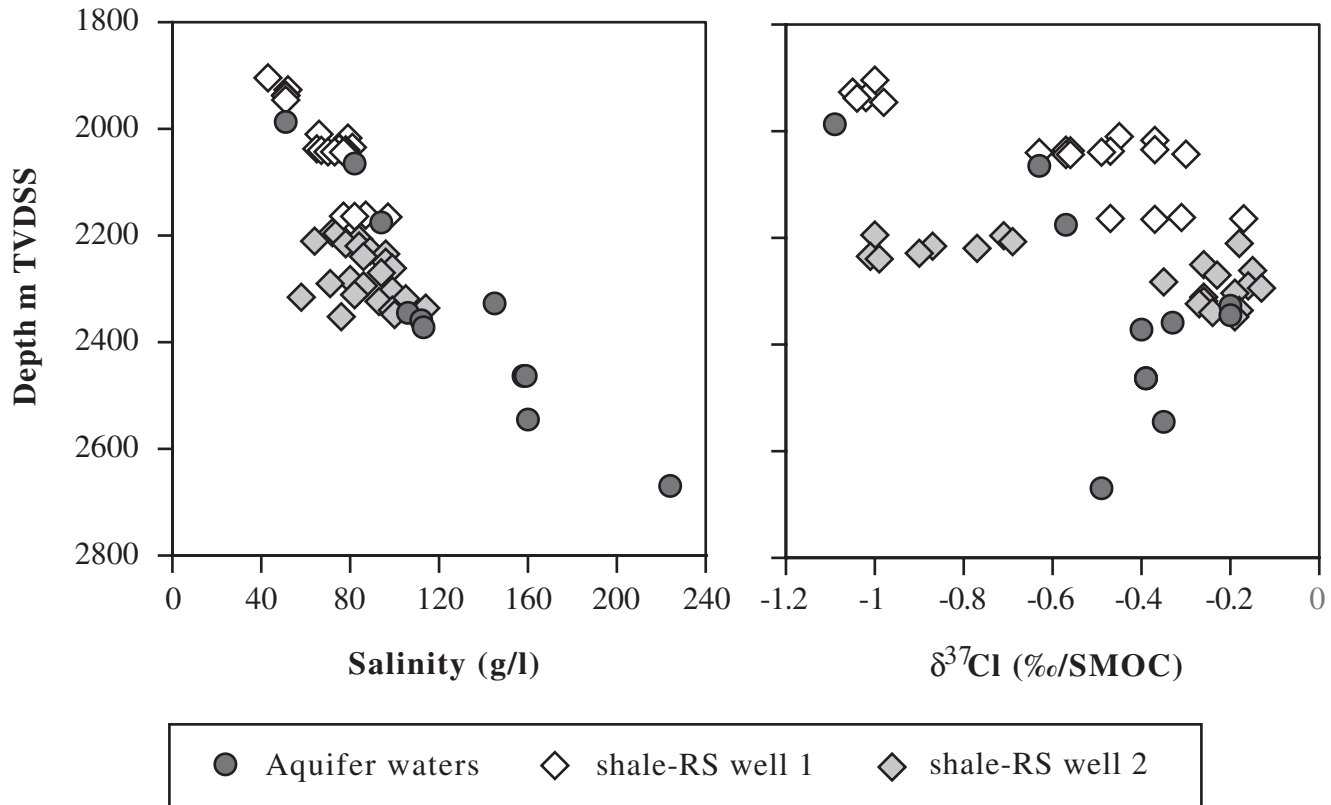 1800
2000
2200
2400
2600
2800
Depth m TVDSS
0 40 80 120 160 200 240
-1.2 -1 -0.8 -0.6 -0.4 -0.2 0
Salinity (g/l)
δ³⁷Cl (‰/SMOC)
Aquifer waters shale-RS well 1 shale-RS well 2